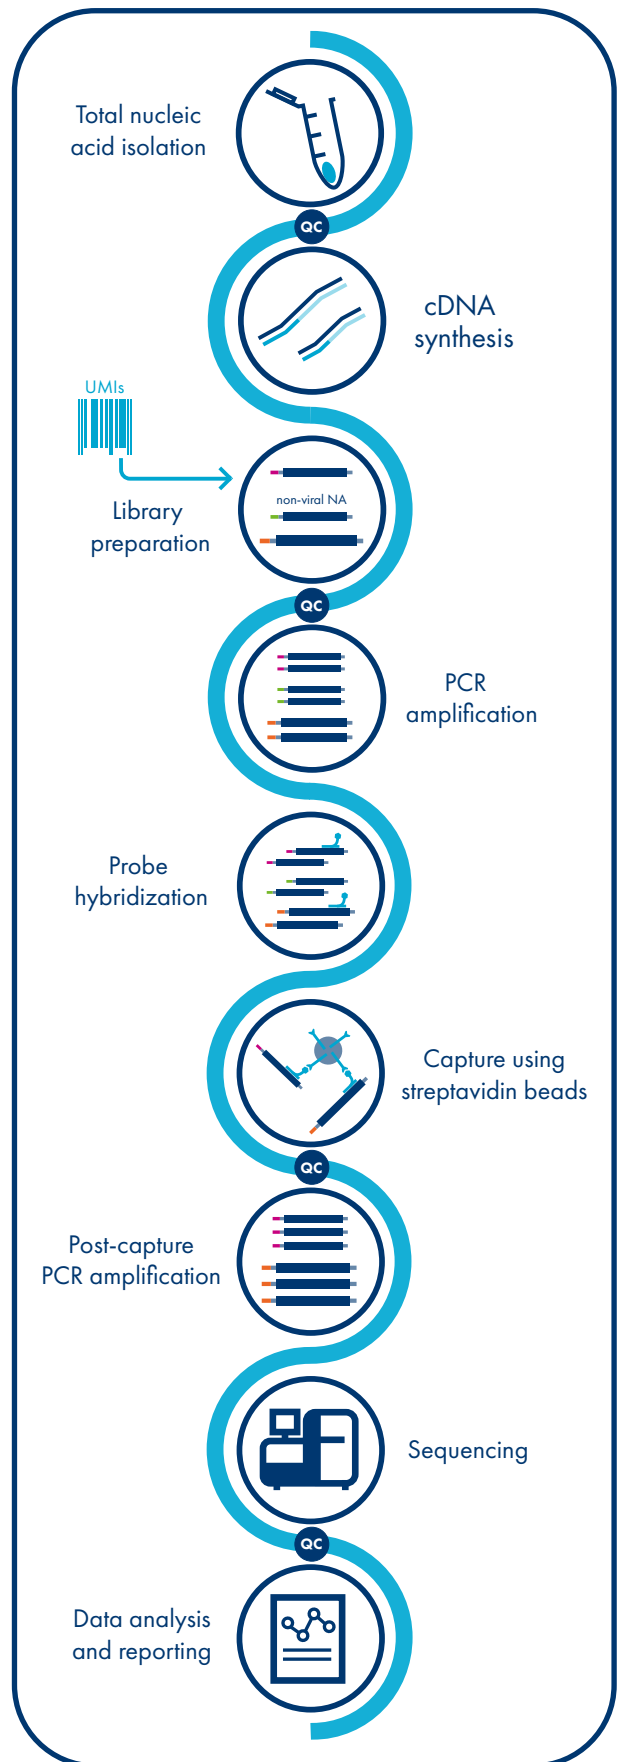 Total nucleic
acid isolation
QC
cDNA
synthesis
UMIs
Library
preparation
non-viral NA
QC
PCR
amplification
Probe
hybridization
Capture using
streptavidin beads
QC
Post-capture
PCR amplification
Sequencing
QC
Data analysis
and reporting